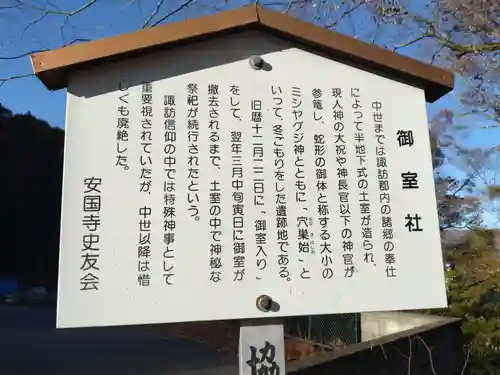 御室社
中世までは諏訪郡内の諸郷の奉仕
によって半地下式の土室が造られ、
現人神の大祝や神長官以下の神官が
参籠し、蛇形の御体と称する大小の
ミシヤグジ神とともに「穴巣始」と
いって、冬ごもりをした遺跡地である。
旧暦十二月二十二日に「御室入り」
をして、翌年三月中旬寅日に御室が
撤去されるまで、土室の中で神秘な
祭祀が続行されたという。
諏訪信仰の中では特殊神事として
重要視されていたが、中世以降は惜
しくも廃絶した。
安国寺史友会
協